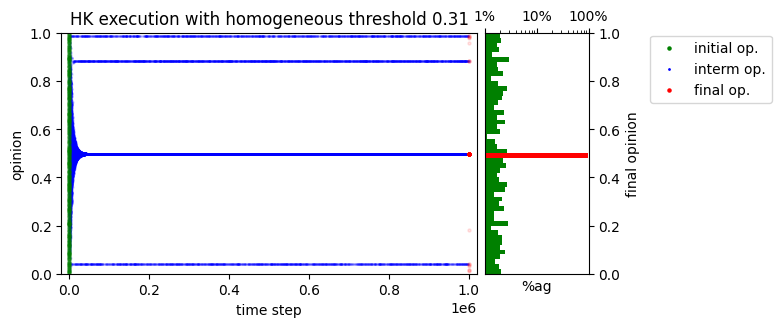 HK execution with homogeneous threshold 0.31
1% 10% 100%
1.0 0.8 0.6 0.4 0.2 0.0
opinion
0.0 0.2 0.4 0.6 0.8 1.0
1e6
time step
%ag
1.0 0.8 0.6 0.4 0.2 0.0
final opinion
initial op.
interm op.
final op.